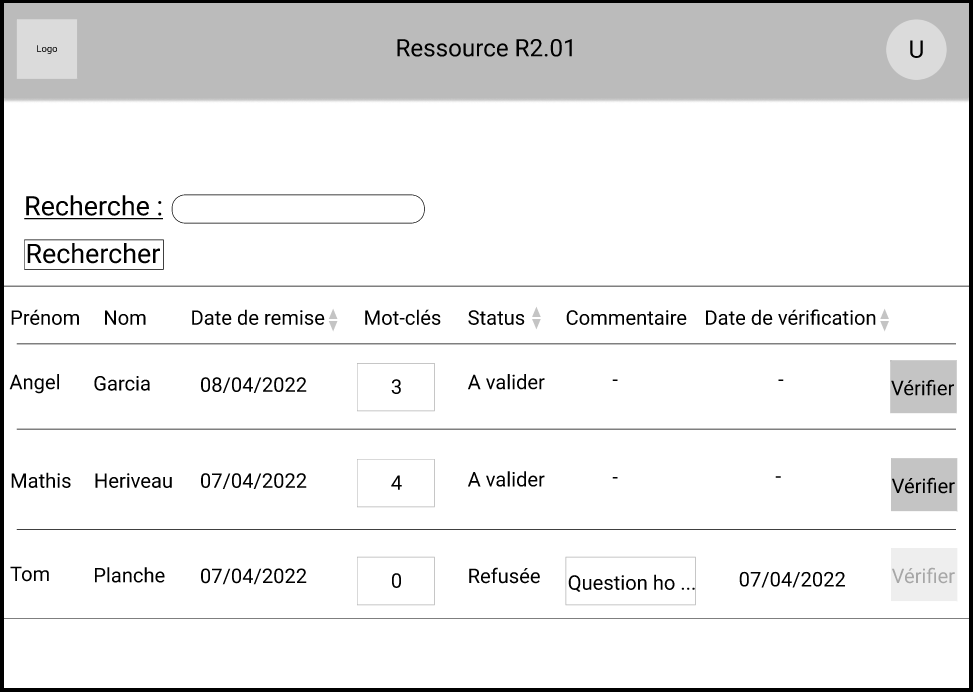 Logo
Ressource R2.01
U
Recherche :
Rechercher
Prénom Nom Date de remise Mot-clés Status Commentaire Date de vérification
Angel Garcia 08/04/2022 3 A valider - - Vérifier
Mathis Heriveau 07/04/2022 4 A valider - - Vérifier
Tom Planche 07/04/2022 0 Refusée Question ho ... 07/04/2022 Vérifier